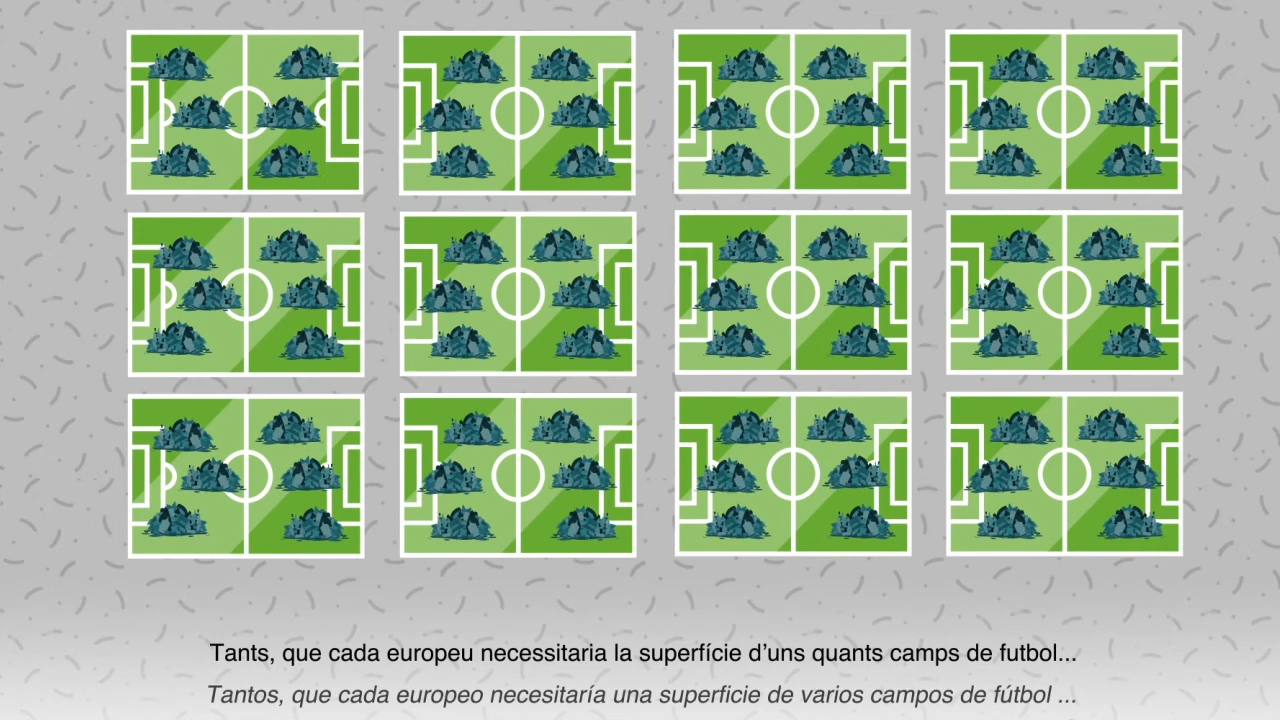 Tants, que cada europeu necessitaria la superfície d’uns quants camps de futbol...
Tantos, que cada europeo necesitaría una superficie de varios campos de fútbol ...